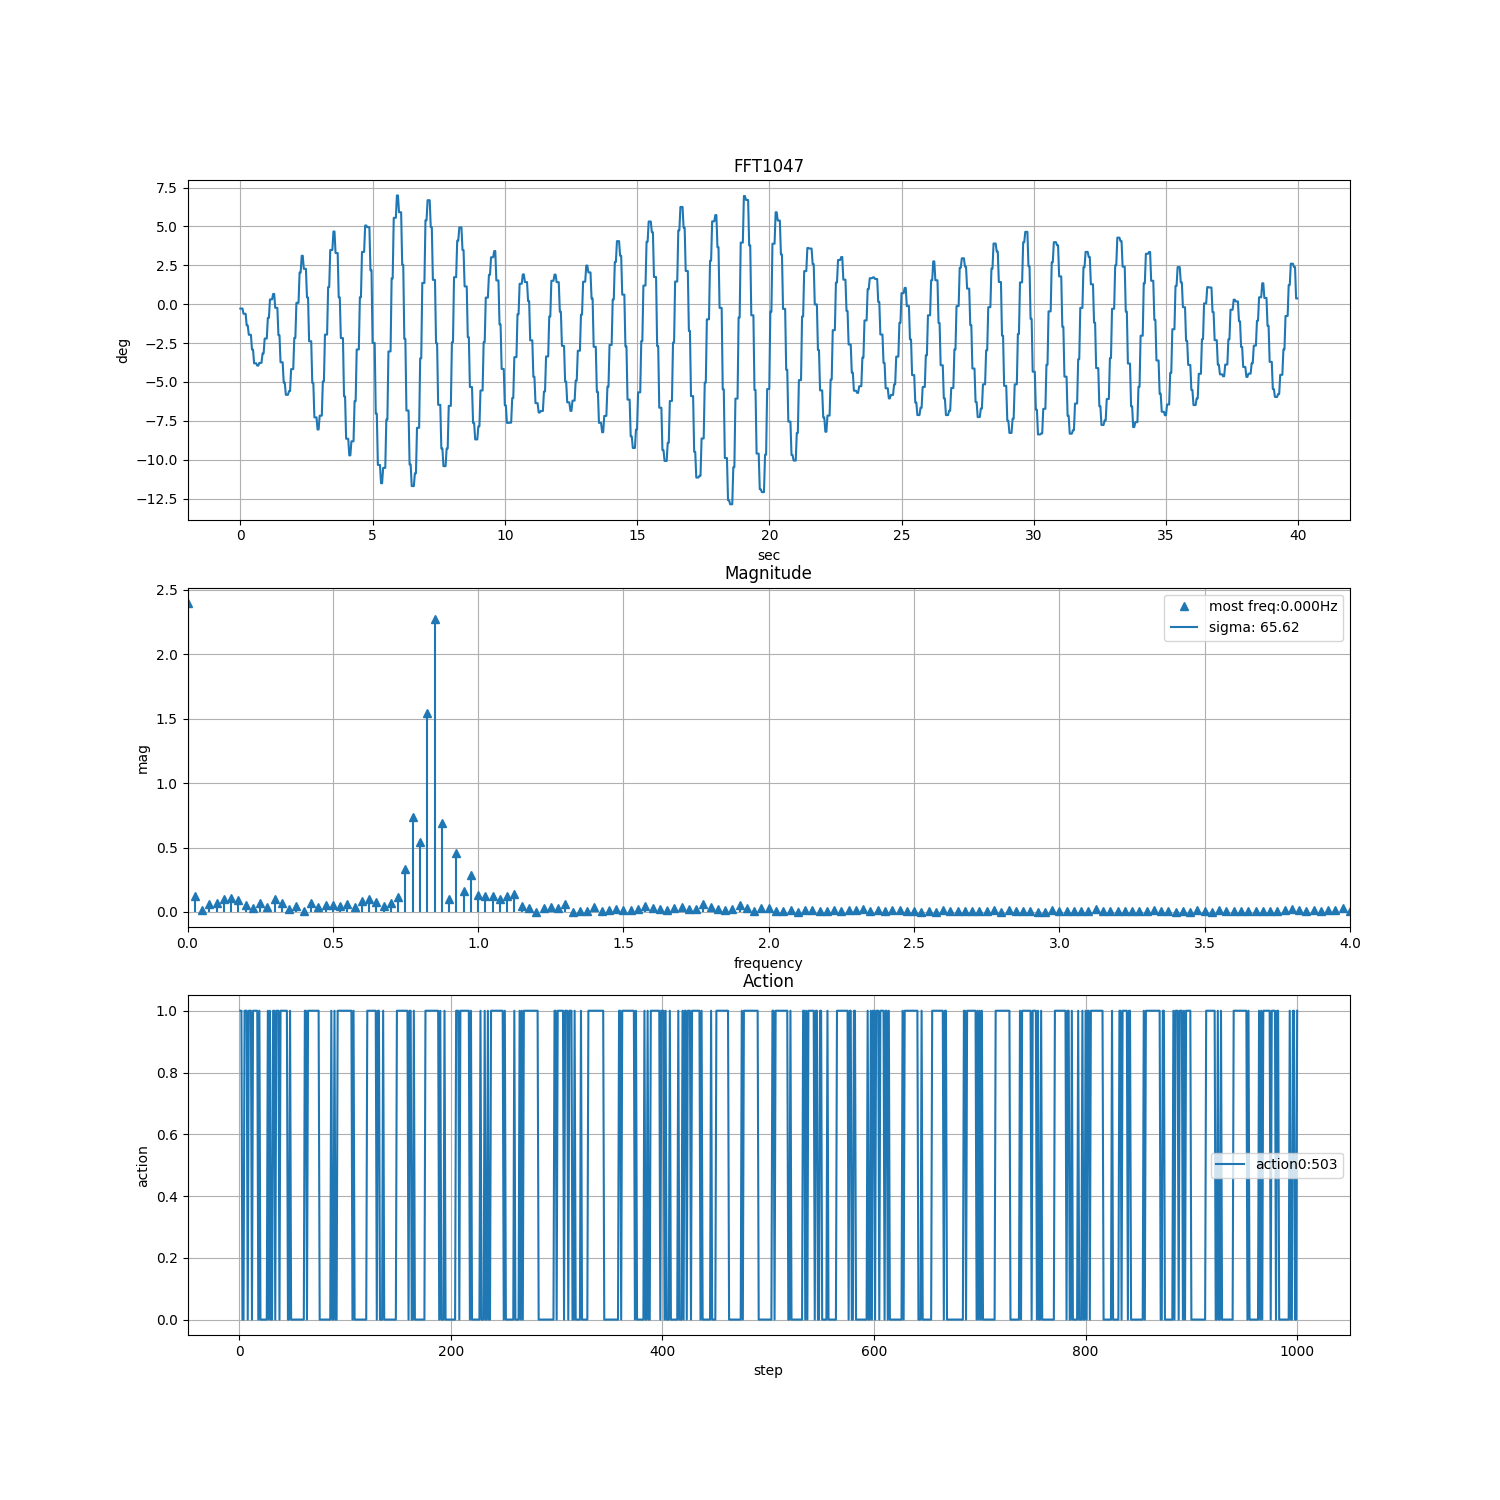 FFT1047
7.5
5.0
2.5
0.0
−2.5
−5.0
−7.5
−10.0
−12.5
deg
0 5 10 15 20 25 30 35 40
sec
Magnitude
2.5
2.0
1.5
1.0
0.5
0.0
mag
most freq:0.000Hz
sigma: 65.62
0.0 0.5 1.0 1.5 2.0 2.5 3.0 3.5 4.0
frequency
Action
1.0
0.8
0.6
0.4
0.2
0.0
action
action0:503
0 200 400 600 800 1000
step